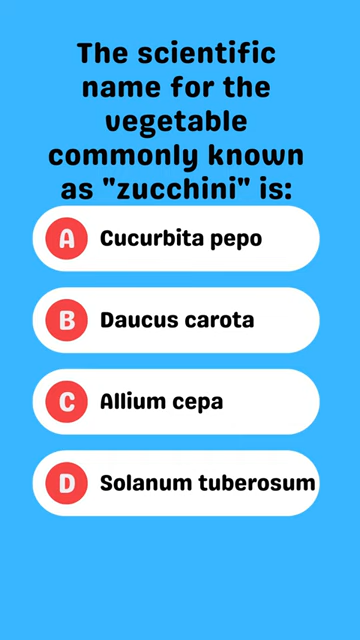 The scientific
name for the
vegetable
commonly known
as "zucchini" is:
A Cucurbita pepo
B Daucus carota
C Allium cepa
D Solanum tuberosum